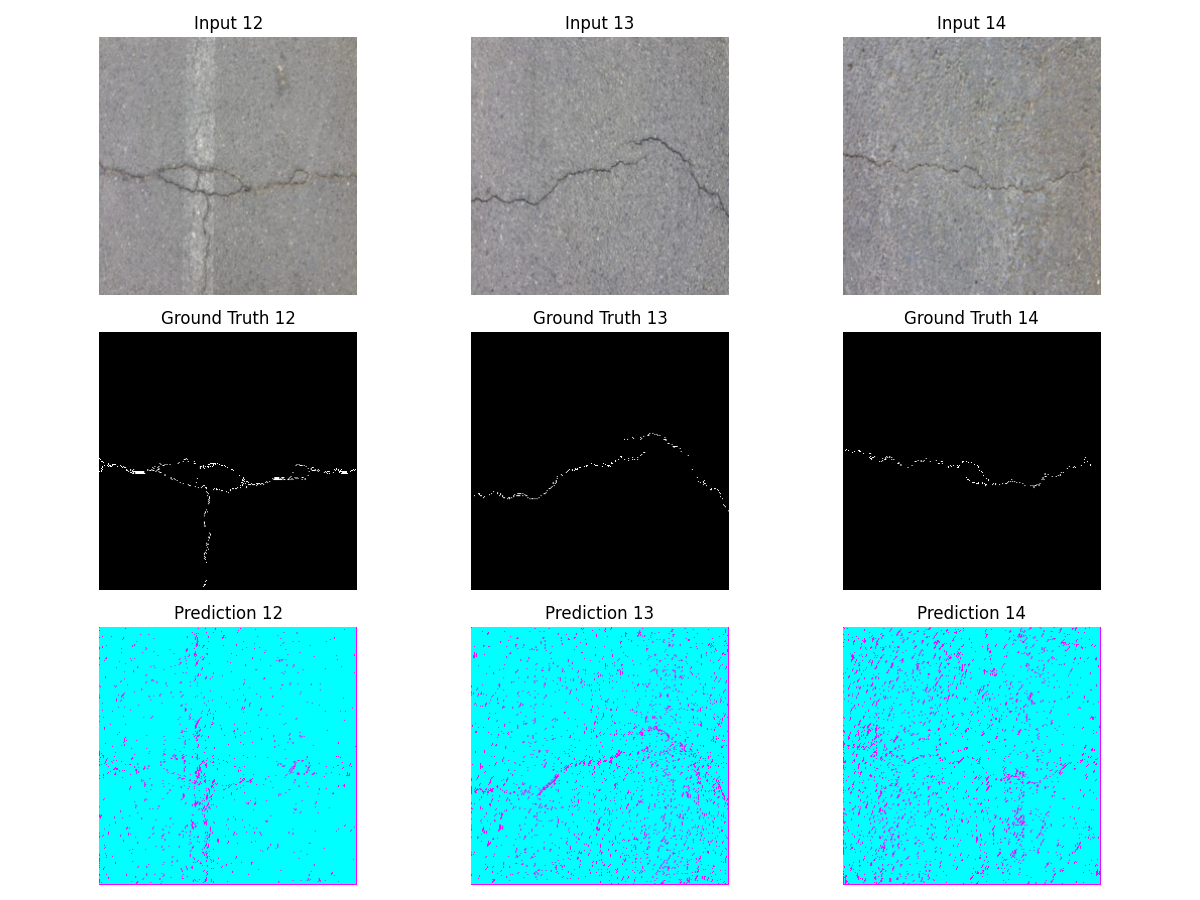 Input 12
Input 13
Input 14
Ground Truth 12
Ground Truth 13
Ground Truth 14
Prediction 12
Prediction 13
Prediction 14